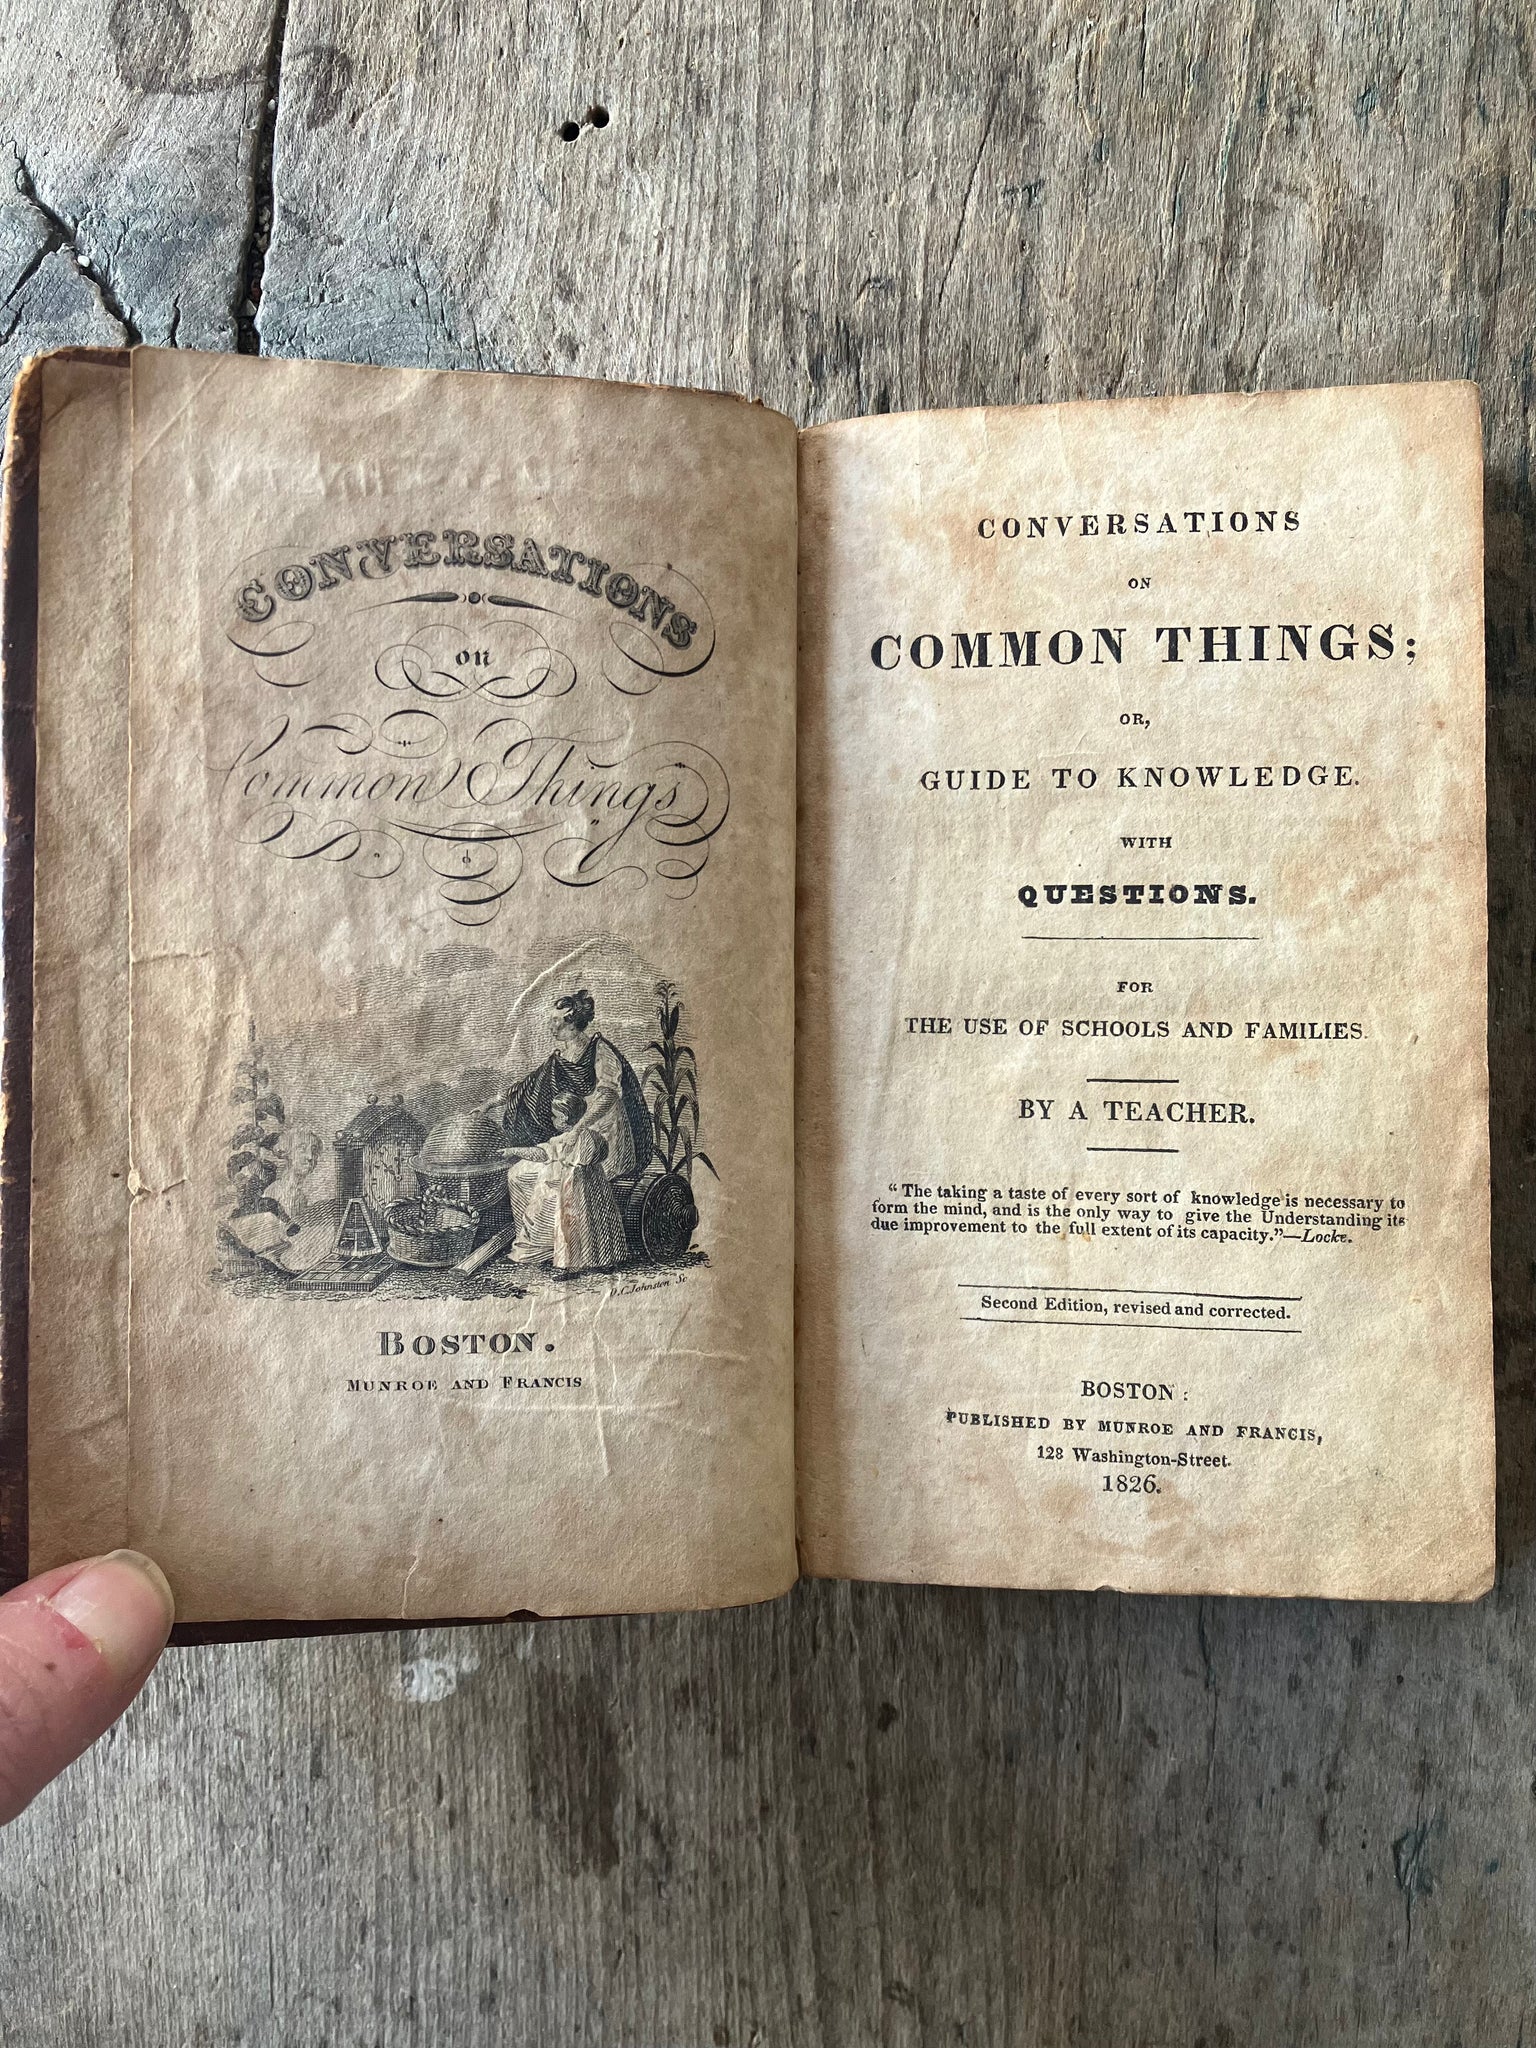 CONVERSATIONS
on
Common Things
D.C. Johnston Sc
BOSTON.
MUNROE AND FRANCIS
CONVERSATIONS
ON
COMMON THINGS;
OR,
GUIDE TO KNOWLEDGE.
WITH
QUESTIONS.
FOR
THE USE OF SCHOOLS AND FAMILIES.
BY A TEACHER.
“The taking a taste of every sort of knowledge is necessary to
form the mind, and is the only way to give the Understanding its
due improvement to the full extent of its capacity.”—Locke.
Second Edition, revised and corrected.
BOSTON:
PUBLISHED BY MUNROE AND FRANCIS,
128 Washington-Street.
1826.